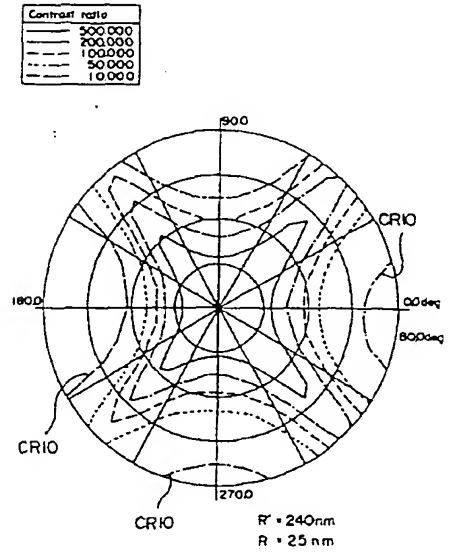 Contrast ratio
500.000
200.000
100.000
50.000
10.000
90.0
CR10
180.0
0.0deg
80.0deg
CR10
CR10
270.0
R' = 240nm
R = 25nm